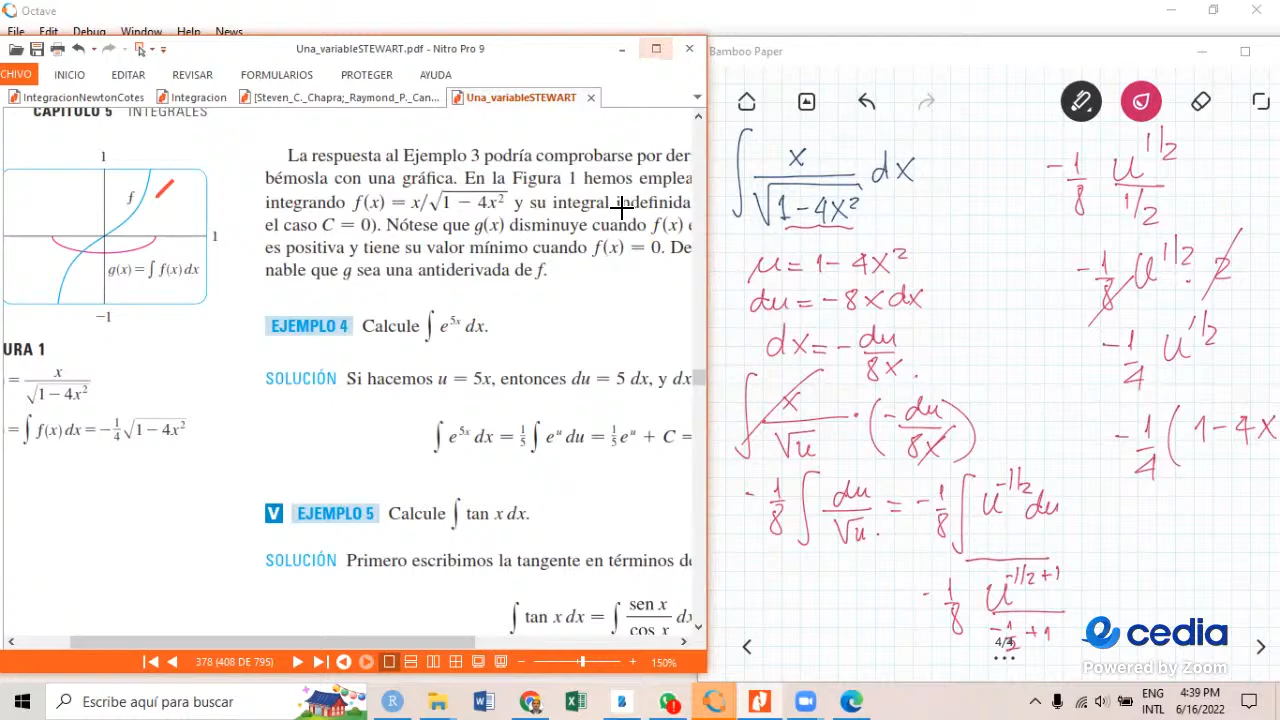 Octave
File Edit Debug Window Help News
Una_variableSTEWART.pdf - Nitro Pro 9
CHIVO INICIO EDITAR REVISAR FORMULARIOS PROTEGER AYUDA
IntegracionNewtonCotes Integracion [Steven_C._Chapra;_Raymond_P._Can... Una_variableSTEWART
CAPÍTULO 5 INTEGRALES
1
f
1
g(x) = ∫ f(x) dx
−1
URA 1
= x/√1 − 4x²
= ∫ f(x) dx = −1/4 √1 − 4x²
La respuesta al Ejemplo 3 podría comprobarse por der
bémosla con una gráfica. En la Figura 1 hemos emplea
integrando f(x) = x/√1 − 4x² y su integral indefinida
el caso C = 0). Nótese que g(x) disminuye cuando f(x) e
es positiva y tiene su valor mínimo cuando f(x) = 0. De
nable que g sea una antiderivada de f.
EJEMPLO 4 Calcule ∫ e^5x dx.
SOLUCIÓN Si hacemos u = 5x, entonces du = 5 dx, y dx
∫ e^5x dx = 1/5 ∫ e^u du = 1/5 e^u + C =
V EJEMPLO 5 Calcule ∫ tan x dx.
SOLUCIÓN Primero escribimos la tangente en términos de
∫ tan x dx = ∫ sen x/cos x dx
378 (408 DE 795)
150%
Bamboo Paper
∫ x/√1−4x² dx
u = 1 − 4x²
du = −8x dx
dx = − du/8x.
∫ x/√u · (− du/8x)
− 1/8 ∫ du/√u. = − 1/8 ∫ u^−1/2 du
− 1/8 u^−1/2+1/−1/2+1
− 1/8 u^1/2/1/2
− 1/8 u^1/2 · 2
− 1/4 u^1/2
− 1/4 ( 1 − 4x
4/4
cedia
Powered by Zoom
Escribe aquí para buscar
ENG
INTL
4:39 PM
6/16/2022